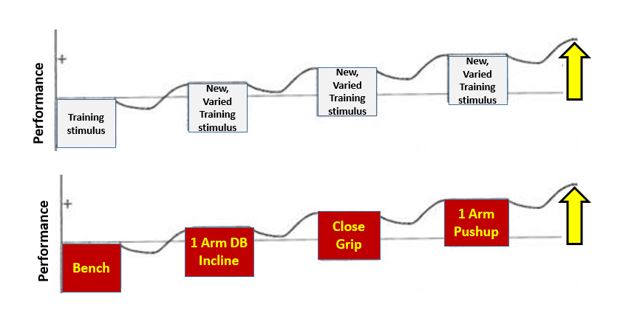 Performance
+
Training
stimulus
New,
Varied
Training
stimulus
New,
Varied
Training
stimulus
New,
Varied
Training
stimulus
Performance
+
Bench
1 Arm DB
Incline
Close
Grip
1 Arm
Pushup